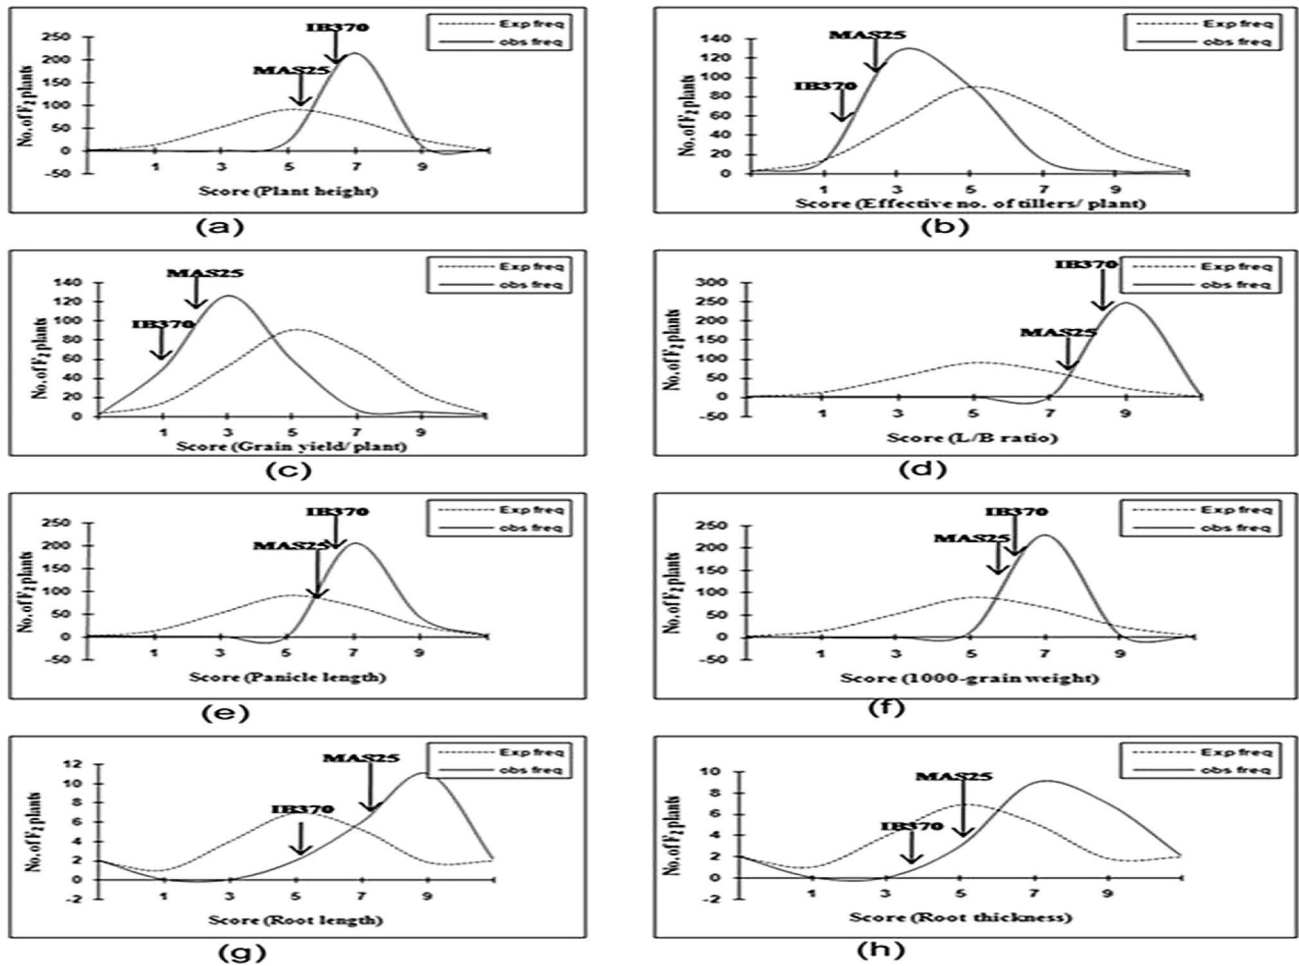 IB370
MAS25
Exp freq
obs freq
No. of F2 plants
250
200
150
100
50
0
-50
1 3 5 7 9
Score (Plant height)
(a)
MAS25
IB370
Exp freq
obs freq
No. of F2 plants
140
120
100
80
60
40
20
0
1 3 5 7 9
Score (Effective no. of tillers/ plant)
(b)
MAS25
IB370
Exp freq
obs freq
No. of F2 plants
140
120
100
80
60
40
20
0
1 3 5 7 9
Score (Grain yield/ plant)
(c)
IB370
MAS25
Exp freq
obs freq
No. of F2 plants
300
250
200
150
100
50
0
-50
1 3 5 7 9
Score (L/B ratio)
(d)
IB370
MAS25
Exp freq
obs freq
No. of F2 plants
250
200
150
100
50
0
-50
1 3 5 7 9
Score (Panicle length)
(e)
IB370
MAS25
Exp freq
obs freq
No. of F2 plants
250
200
150
100
50
0
-50
1 3 5 7 9
Score (1000-grain weight)
(f)
MAS25
IB370
Exp freq
obs freq
No. of F2 plants
12
10
8
6
4
2
0
-2
1 3 5 7 9
Score (Root length)
(g)
MAS25
IB370
Exp freq
obs freq
No. of F2 plants
10
8
6
4
2
0
-2
1 3 5 7 9
Score (Root thickness)
(h)